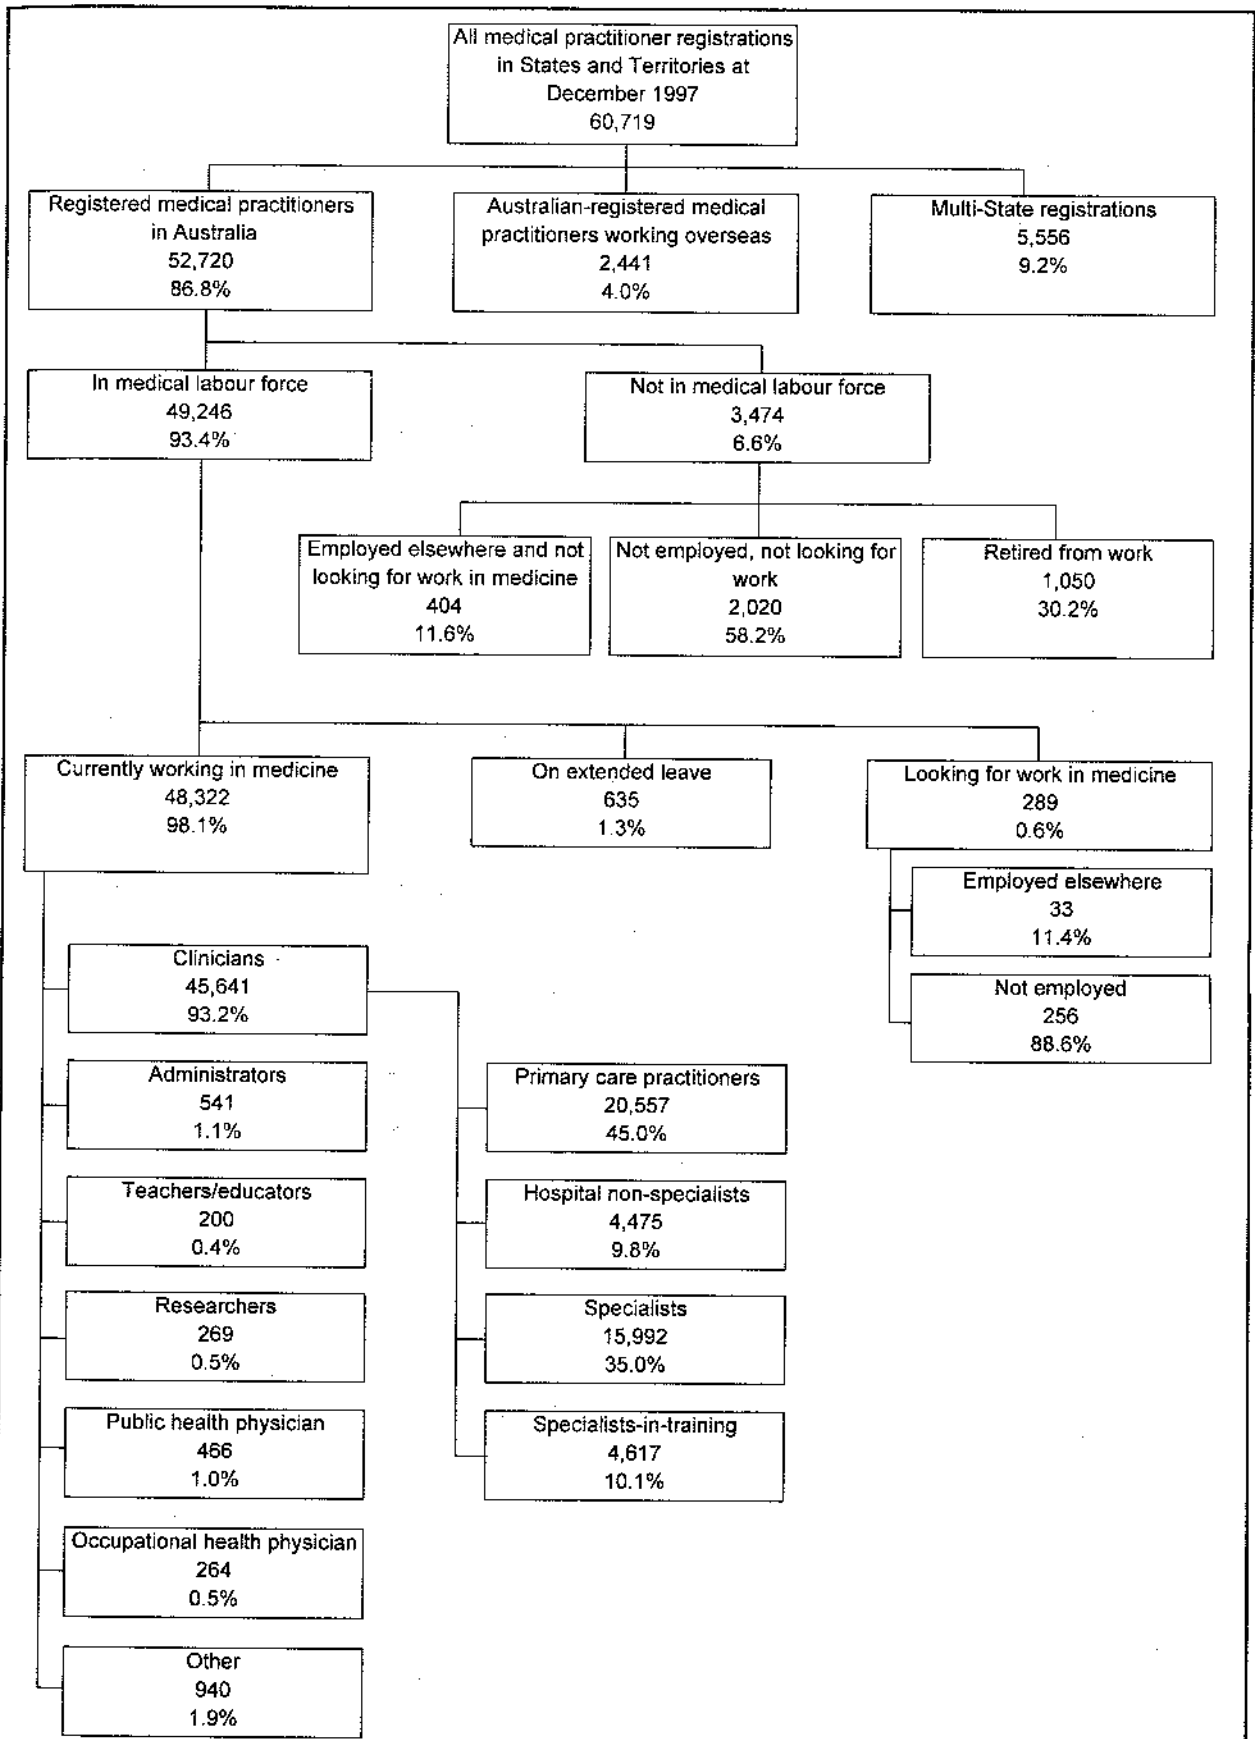 All medical practitioner registrations
in States and Territories at
December 1997
60,719
Registered medical practitioners
in Australia
52,720
86.8%
Australian-registered medical
practitioners working overseas
2,441
4.0%
Multi-State registrations
5,556
9.2%
In medical labour force
49,246
93.4%
Not in medical labour force
3,474
6.6%
Employed elsewhere and not
looking for work in medicine
404
11.6%
Not employed, not looking for
work
2,020
58.2%
Retired from work
1,050
30.2%
Currently working in medicine
48,322
98.1%
On extended leave
635
1.3%
Looking for work in medicine
289
0.6%
Employed elsewhere
33
11.4%
Not employed
256
88.6%
Clinicians
45,641
93.2%
Administrators
541
1.1%
Teachers/educators
200
0.4%
Researchers
269
0.5%
Public health physician
466
1.0%
Occupational health physician
264
0.5%
Other
940
1.9%
Primary care practitioners
20,557
45.0%
Hospital non-specialists
4,475
9.8%
Specialists
15,992
35.0%
Specialists-in-training
4,617
10.1%